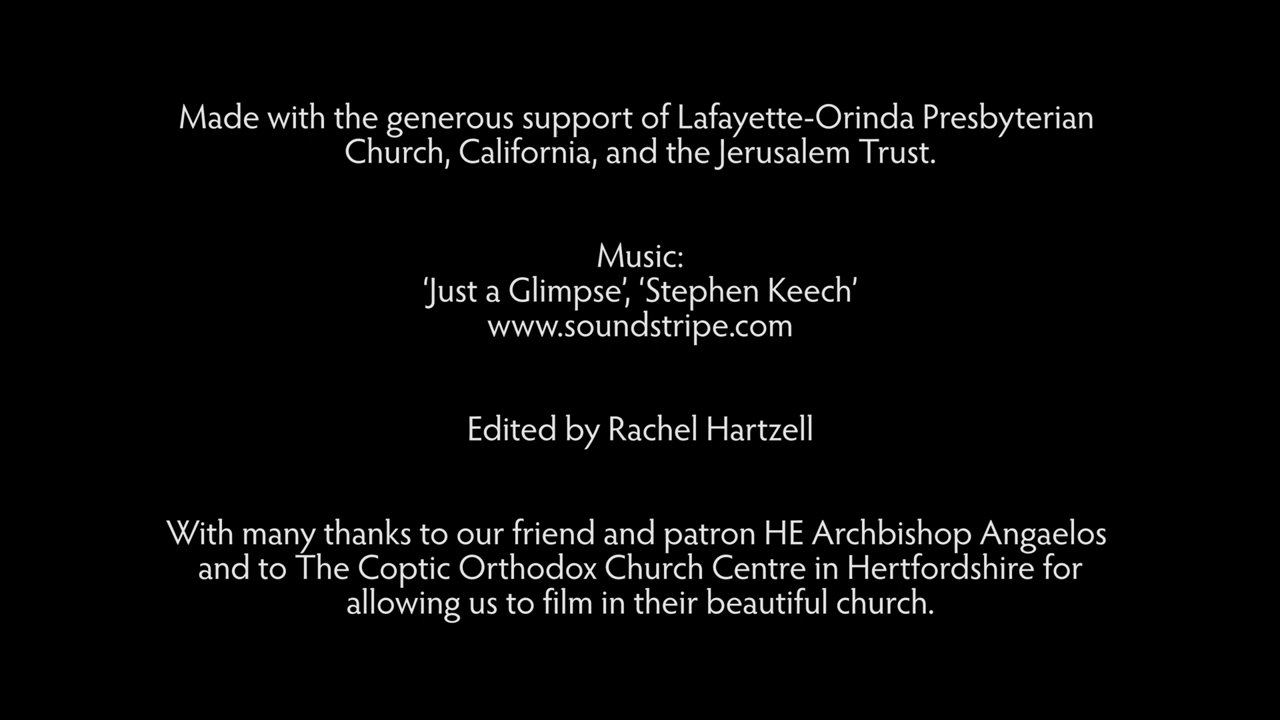 Made with the generous support of Lafayette-Orinda Presbyterian
Church, California, and the Jerusalem Trust.
Music:
‘Just a Glimpse’, ‘Stephen Keech’
www.soundstripe.com
Edited by Rachel Hartzell
With many thanks to our friend and patron HE Archbishop Angaelos
and to The Coptic Orthodox Church Centre in Hertfordshire for
allowing us to film in their beautiful church.